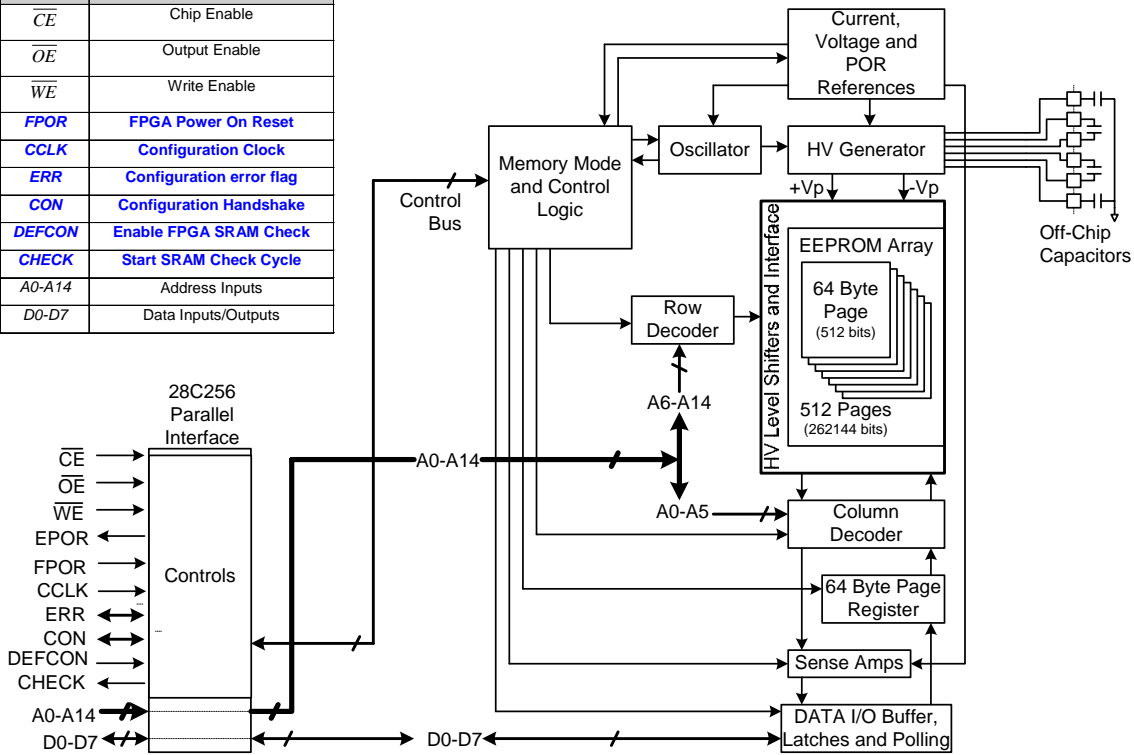 CE Chip Enable
OE Output Enable
WE Write Enable
FPOR FPGA Power On Reset
CCLK Configuration Clock
ERR Configuration error flag
CON Configuration Handshake
DEFCON Enable FPGA SRAM Check
CHECK Start SRAM Check Cycle
A0-A14 Address Inputs
D0-D7 Data Inputs/Outputs
Current,
Voltage and
POR
References
Memory Mode
and Control
Logic
Oscillator
HV Generator
+Vp
-Vp
Off-Chip
Capacitors
Control
Bus
HV Level Shifters and Interface
EEPROM Array
64 Byte
Page
(512 bits)
512 Pages
(262144 bits)
Row
Decoder
A6-A14
A0-A14
A0-A5
Column
Decoder
64 Byte Page
Register
Sense Amps
DATA I/O Buffer,
Latches and Polling
28C256
Parallel
Interface
Controls
CE
OE
WE
EPOR
FPOR
CCLK
ERR
CON
DEFCON
CHECK
A0-A14
D0-D7
D0-D7